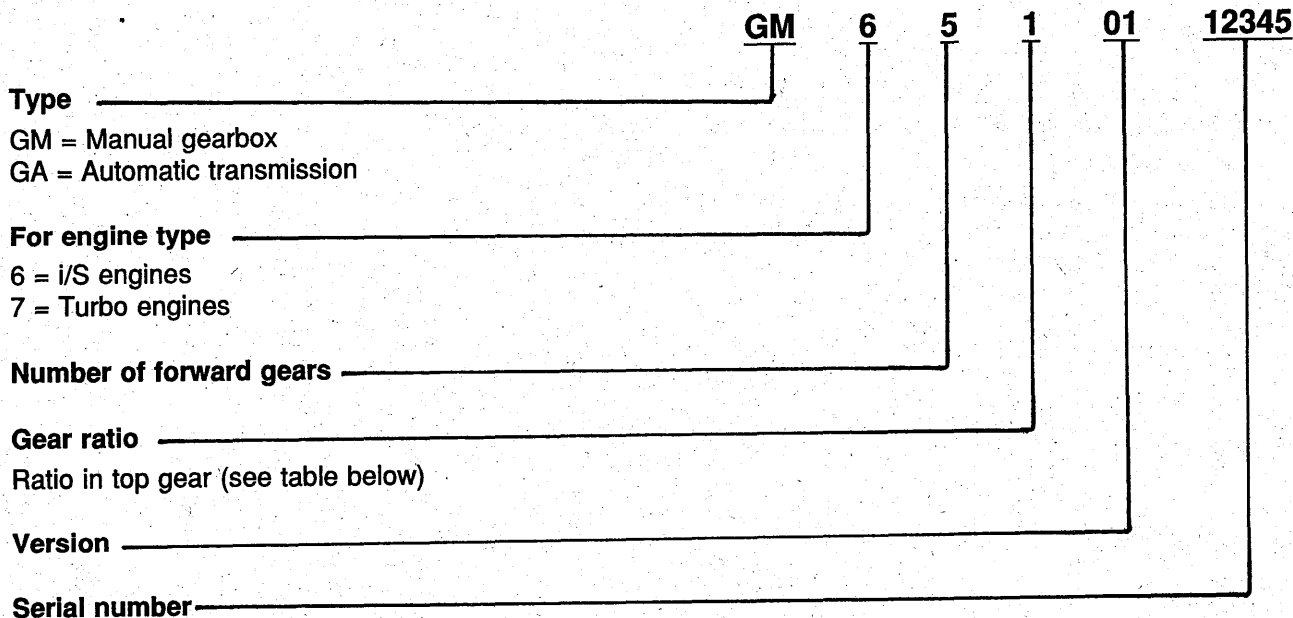 GM 6 5 1 01 12345
Type
GM = Manual gearbox
GA = Automatic transmission
For engine type
6 = i/S engines
7 = Turbo engines
Number of forward gears
Gear ratio
Ratio in top gear (see table below)
Version
Serial number